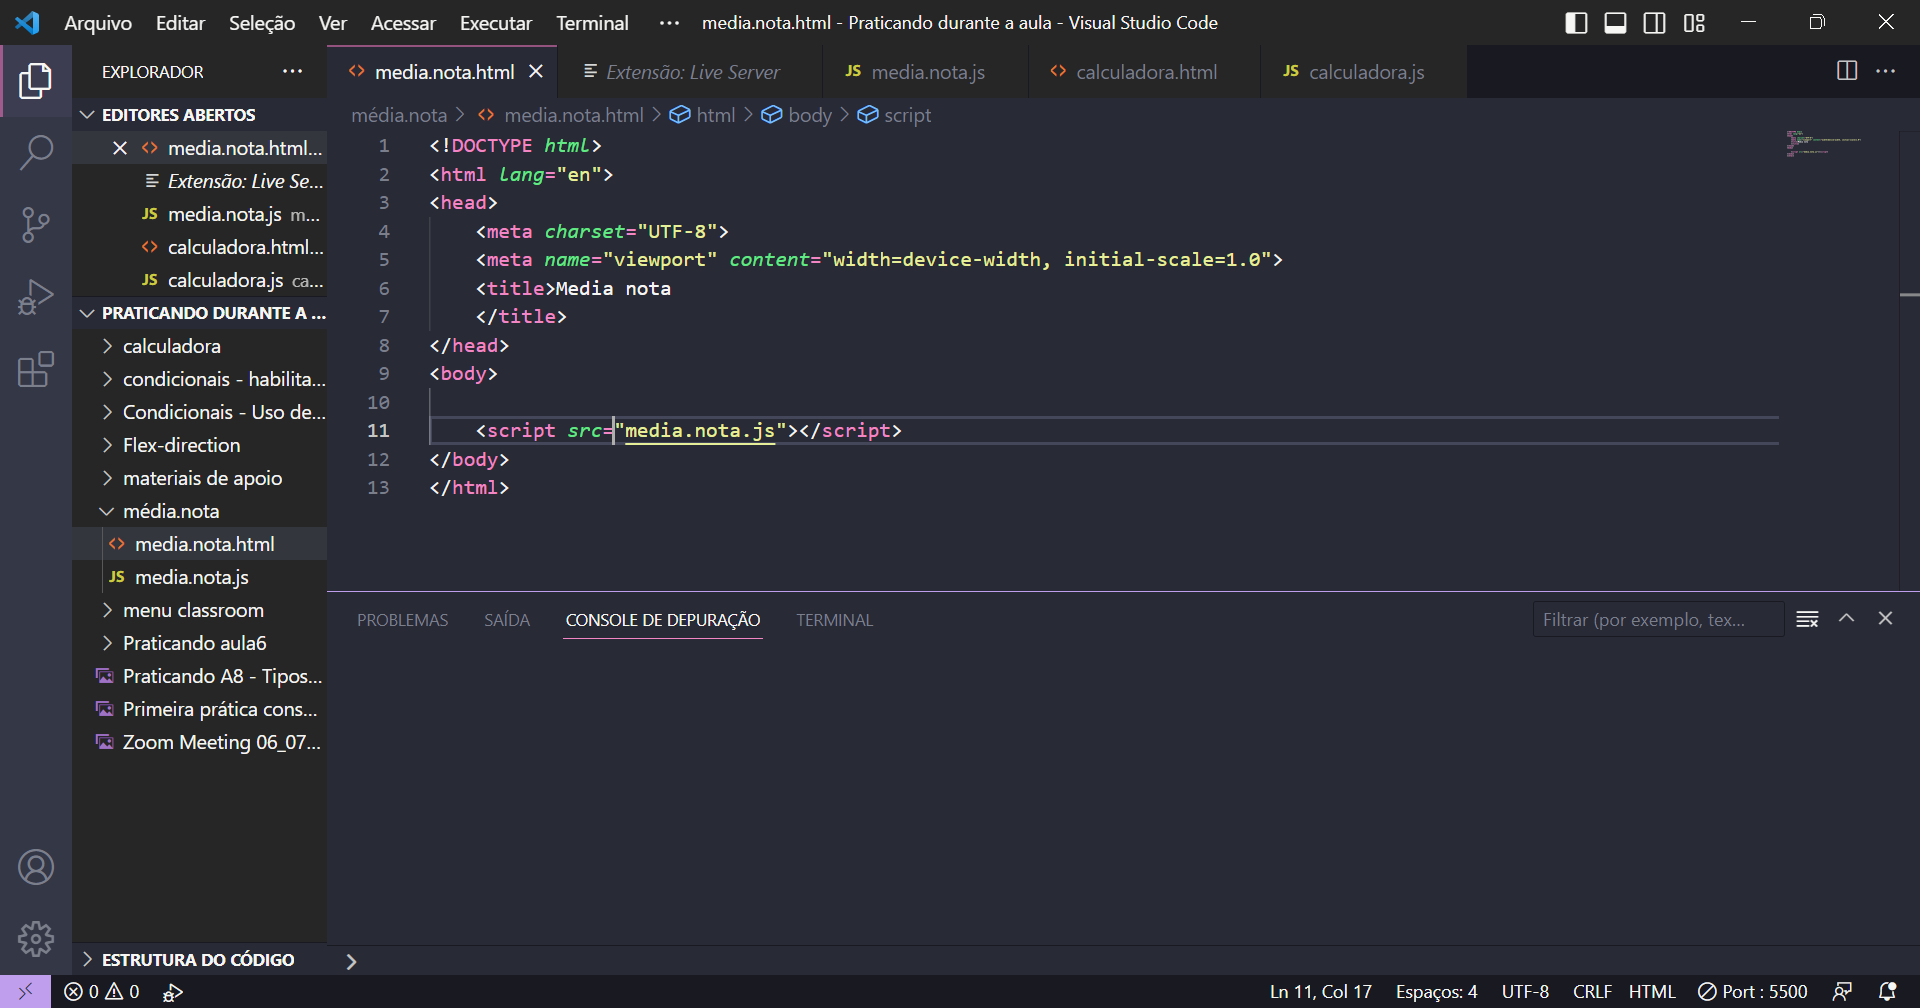 Arquivo Editar Seleção Ver Acessar Executar Terminal ··· media.nota.html - Praticando durante a aula - Visual Studio Code
EXPLORADOR ···
media.nota.html
Extensão: Live Server
JS media.nota.js
calculadora.html
JS calculadora.js
EDITORES ABERTOS
media.nota.html...
Extensão: Live Se...
JS media.nota.js m...
calculadora.html...
JS calculadora.js ca...
PRATICANDO DURANTE A ...
calculadora
condicionais - habilita...
Condicionais - Uso de...
Flex-direction
materiais de apoio
média.nota
media.nota.html
JS media.nota.js
menu classroom
Praticando aula6
Praticando A8 - Tipos...
Primeira prática cons...
Zoom Meeting 06_07...
ESTRUTURA DO CÓDIGO
média.nota > media.nota.html > html > body > script
1 <!DOCTYPE html>
2 <html lang="en">
3 <head>
4 <meta charset="UTF-8">
5 <meta name="viewport" content="width=device-width, initial-scale=1.0">
6 <title>Media nota
7 </title>
8 </head>
9 <body>
10
11 <script src="media.nota.js"></script>
12 </body>
13 </html>
PROBLEMAS SAÍDA CONSOLE DE DEPURAÇÃO TERMINAL Filtrar (por exemplo, tex...
0 0 Ln 11, Col 17 Espaços: 4 UTF-8 CRLF HTML Port : 5500